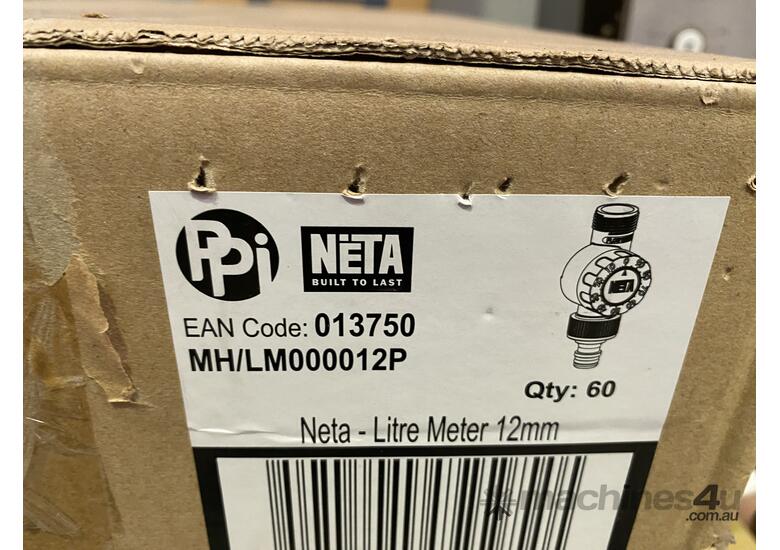 PPi
NËTA
BUILT TO LAST
EAN Code: 013750
MH/LM000012P
NETA
Qty: 60
Neta - Litre Meter 12mm
machines4u
.com.au